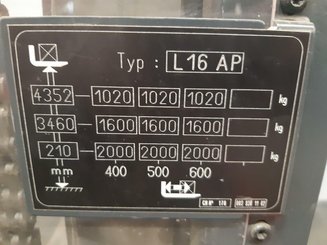 Typ : L 16 AP
4352 1020 1020 1020 kg
3460 1600 1600 1600 kg
210 2000 2000 2000 kg
mm 400 500 600